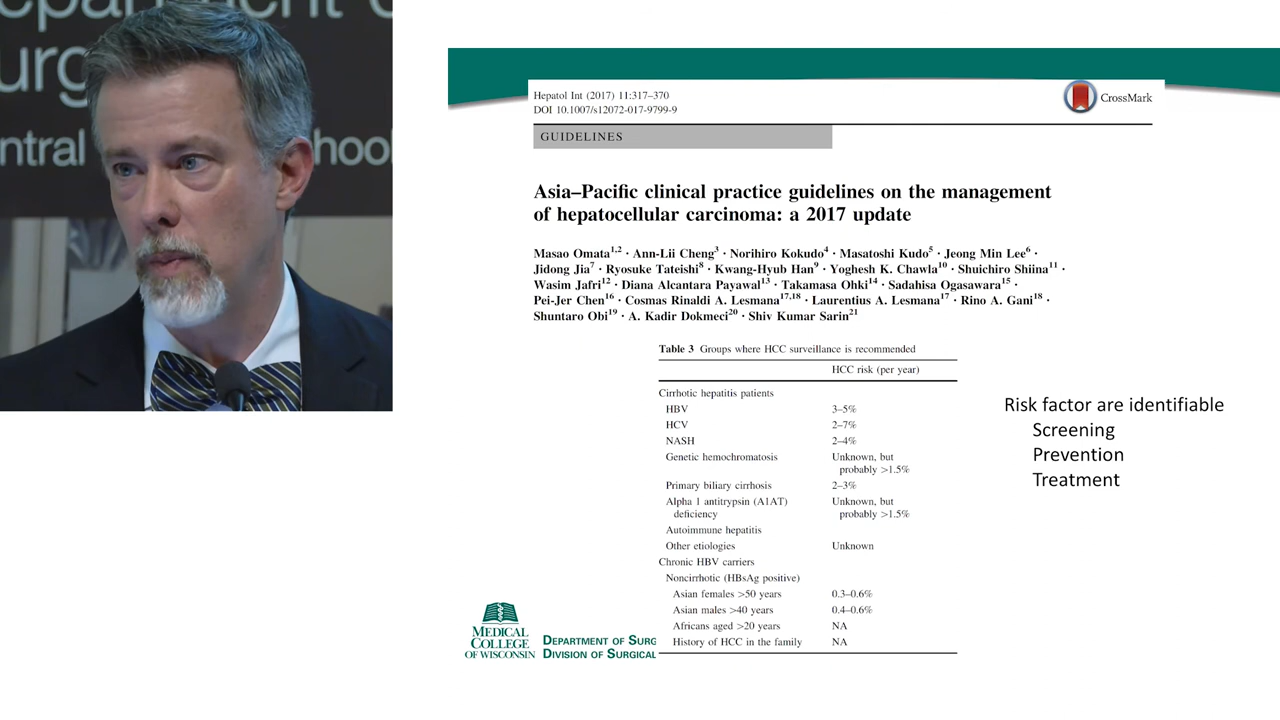 Hepatol Int (2017) 11:317–370
DOI 10.1007/s12072-017-9799-9
CrossMark
GUIDELINES
Asia–Pacific clinical practice guidelines on the management
of hepatocellular carcinoma: a 2017 update
Masao Omata1,2 · Ann-Lii Cheng3 · Norihiro Kokudo4 · Masatoshi Kudo5 · Jeong Min Lee6 ·
Jidong Jia7 · Ryosuke Tateishi8 · Kwang-Hyub Han9 · Yoghesh K. Chawla10 · Shuichiro Shiina11 ·
Wasim Jafri12 · Diana Alcantara Payawal13 · Takamasa Ohki14 · Sadahisa Ogasawara15 ·
Pei-Jer Chen16 · Cosmas Rinaldi A. Lesmana17,18 · Laurentius A. Lesmana17 · Rino A. Gani18 ·
Shuntaro Obi19 · A. Kadir Dokmeci20 · Shiv Kumar Sarin21
Table 3 Groups where HCC surveillance is recommended
HCC risk (per year)
Cirrhotic hepatitis patients
HBV 3–5%
HCV 2–7%
NASH 2–4%
Genetic hemochromatosis Unknown, but
probably >1.5%
Primary biliary cirrhosis 2–3%
Alpha 1 antitrypsin (A1AT) Unknown, but
deficiency probably >1.5%
Autoimmune hepatitis
Other etiologies Unknown
Chronic HBV carriers
Noncirrhotic (HBsAg positive)
Asian females >50 years 0.3–0.6%
Asian males >40 years 0.4–0.6%
Africans aged >20 years NA
History of HCC in the family NA
Risk factor are identifiable
Screening
Prevention
Treatment
MEDICAL
COLLEGE
OF WISCONSIN
DEPARTMENT OF SURG
DIVISION OF SURGICAL